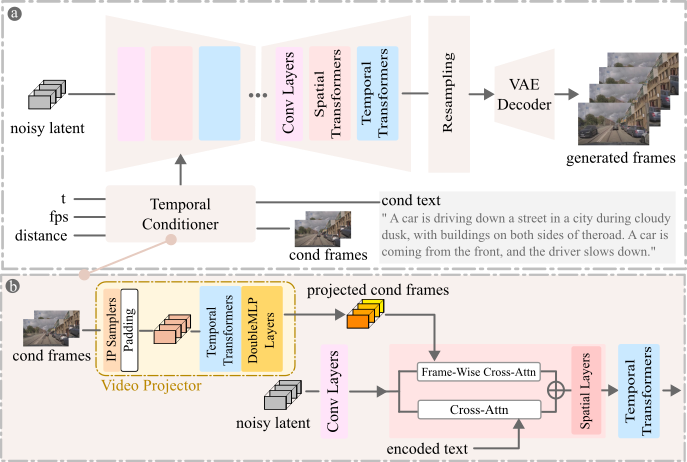 a
noisy latent
Conv Layers
Spatial
Transformers
Temporal
Transformers
Resampling
VAE
Decoder
generated frames
t
fps
distance
Temporal
Conditioner
cond frames
cond text
" A car is driving down a street in a city during cloudy
dusk, with buildings on both sides of theroad. A car is
coming from the front, and the driver slows down."
b
cond frames
IP Samplers
Padding
Temporal
Transformers
DoubleMLP
Layers
Video Projector
projected cond frames
noisy latent
Conv Layers
Frame-Wise Cross-Attn
Cross-Attn
encoded text
Spatial Layers
Temporal
Transformers